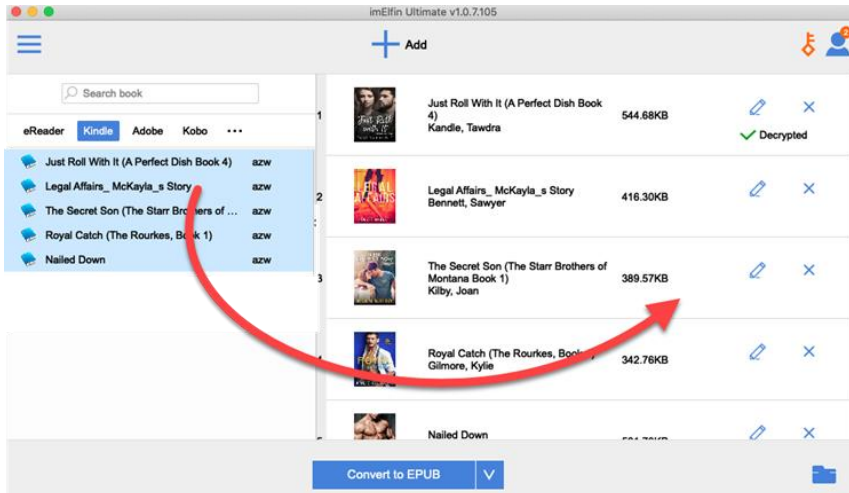 imElfin Ultimate v1.0.7.105
Add
2
Search book
eReader Kindle Adobe Kobo •••
Just Roll With It (A Perfect Dish Book 4) azw
Legal Affairs_ McKayla_s Story azw
The Secret Son (The Starr Brothers of ... azw
Royal Catch (The Rourkes, Book 1) azw
Nailed Down azw
1
Just Roll With It (A Perfect Dish Book
4)
Kandle, Tawdra
544.68KB
Decrypted
2
LEGAL
AFFAIRS
Legal Affairs_ McKayla_s Story
Bennett, Sawyer
416.30KB
3
The Secret Son (The Starr Brothers of
Montana Book 1)
Kilby, Joan
389.57KB
Royal Catch (The Rourkes,
Gilmore, Kylie
342.76KB
Nailed Down
Convert to EPUB